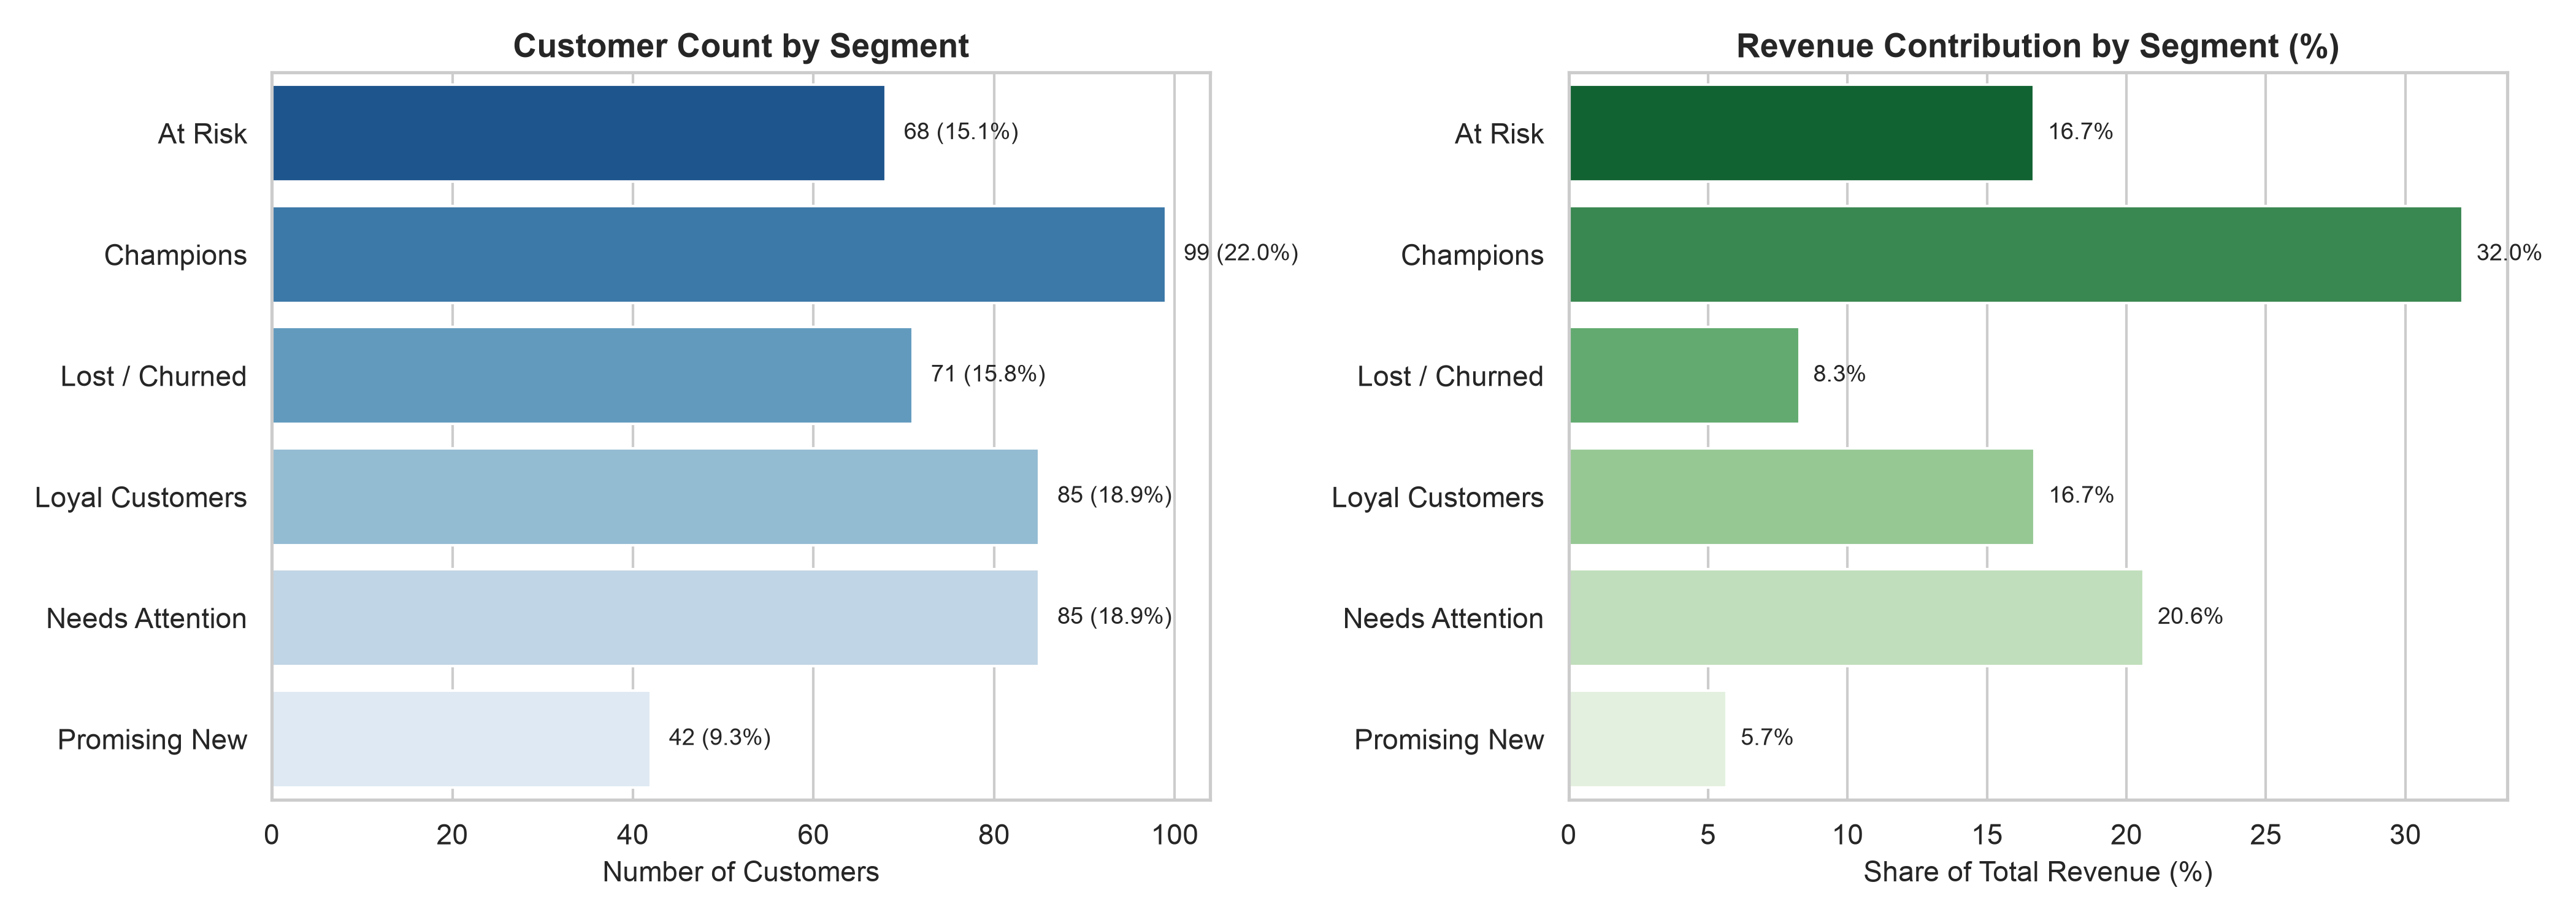 Customer Count by Segment
At Risk
68 (15.1%)
Champions
99 (22.0%)
Lost / Churned
71 (15.8%)
Loyal Customers
85 (18.9%)
Needs Attention
85 (18.9%)
Promising New
42 (9.3%)
0 20 40 60 80 100
Number of Customers
Revenue Contribution by Segment (%)
At Risk
16.7%
Champions
32.0%
Lost / Churned
8.3%
Loyal Customers
16.7%
Needs Attention
20.6%
Promising New
5.7%
0 5 10 15 20 25 30
Share of Total Revenue (%)